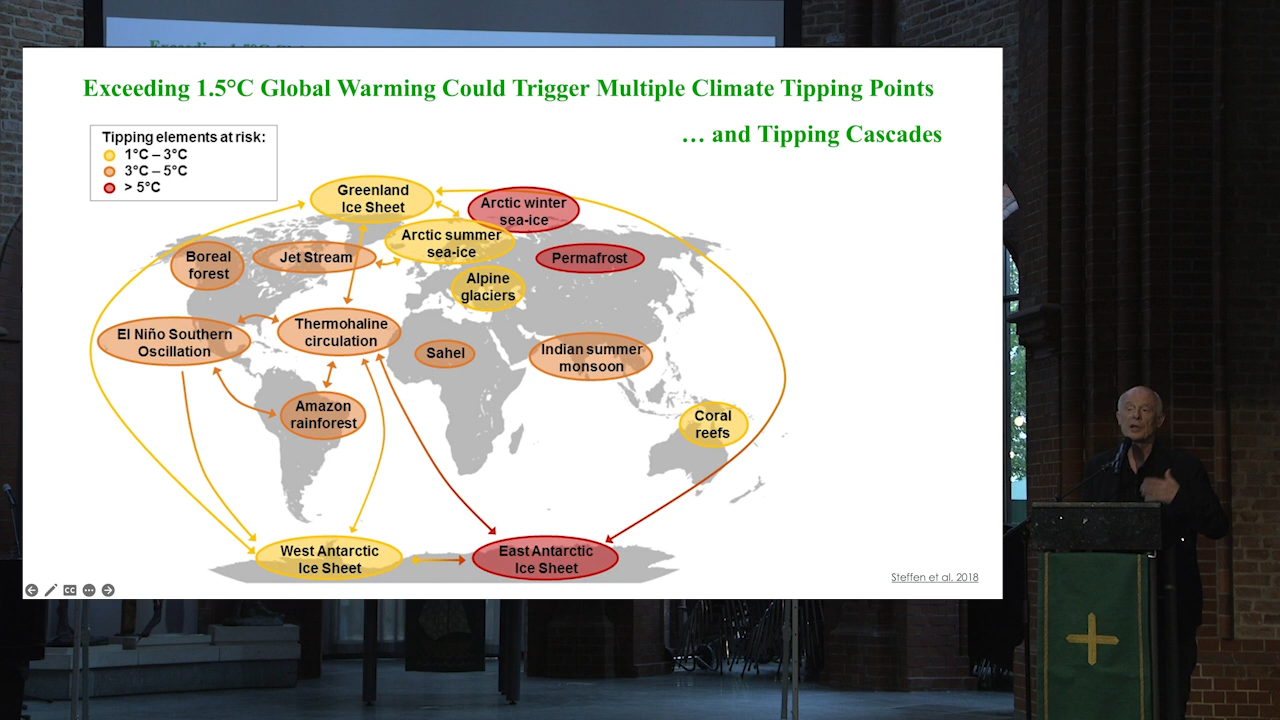 Exceeding 1.5°C Global Warming Could Trigger Multiple Climate Tipping Points
… and Tipping Cascades
Tipping elements at risk:
1°C – 3°C
3°C – 5°C
> 5°C
Greenland
Ice Sheet
Arctic winter
sea-ice
Arctic summer
sea-ice
Boreal
forest
Jet Stream
Permafrost
Alpine
glaciers
El Niño Southern
Oscillation
Thermohaline
circulation
Sahel
Indian summer
monsoon
Amazon
rainforest
Coral
reefs
West Antarctic
Ice Sheet
East Antarctic
Ice Sheet
Steffen et al. 2018
CC